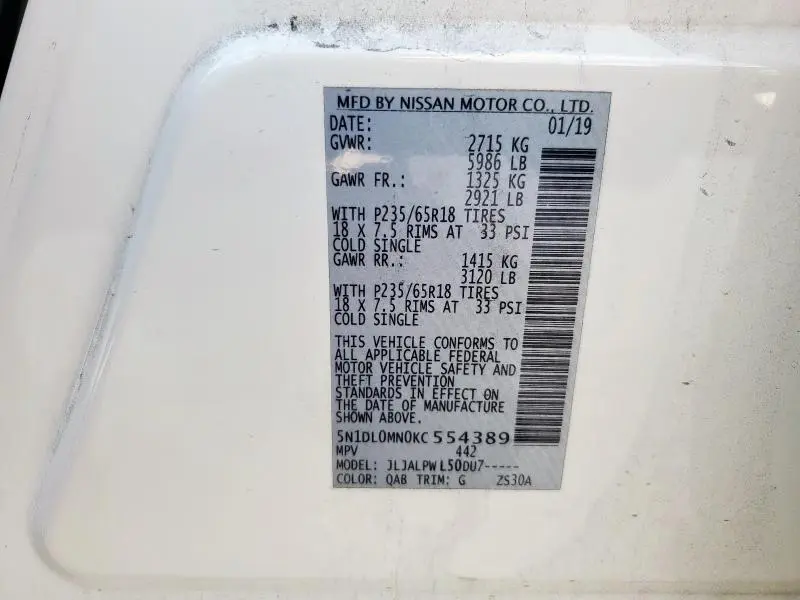 MFD BY NISSAN MOTOR CO., LTD.
DATE: 01/19
GVWR: 2715 KG
5986 LB
GAWR FR.: 1325 KG
2921 LB
WITH P235/65R18 TIRES
18 X 7.5 RIMS AT 33 PSI
COLD SINGLE
GAWR RR.: 1415 KG
3120 LB
WITH P235/65R18 TIRES
18 X 7.5 RIMS AT 33 PSI
COLD SINGLE
THIS VEHICLE CONFORMS TO
ALL APPLICABLE FEDERAL
MOTOR VEHICLE SAFETY AND
THEFT PREVENTION
STANDARDS IN EFFECT ON
THE DATE OF MANUFACTURE
SHOWN ABOVE.
5N1DL0MN0KC 554389
MPV 442
MODEL: JLJALPW L50DU7-----
COLOR: QAB TRIM: G ZS30A